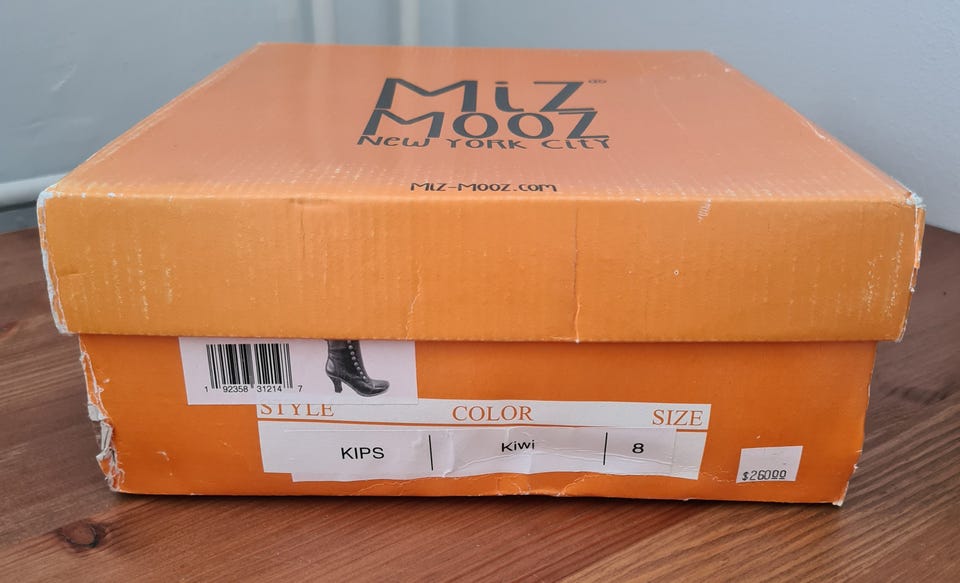 MiZ®
MOOZ
NEW YORK CITY
MIZ-MOOZ.COM
1 92358 31214 7
STYLE COLOR SIZE
KIPS Kiwi 8
$26000